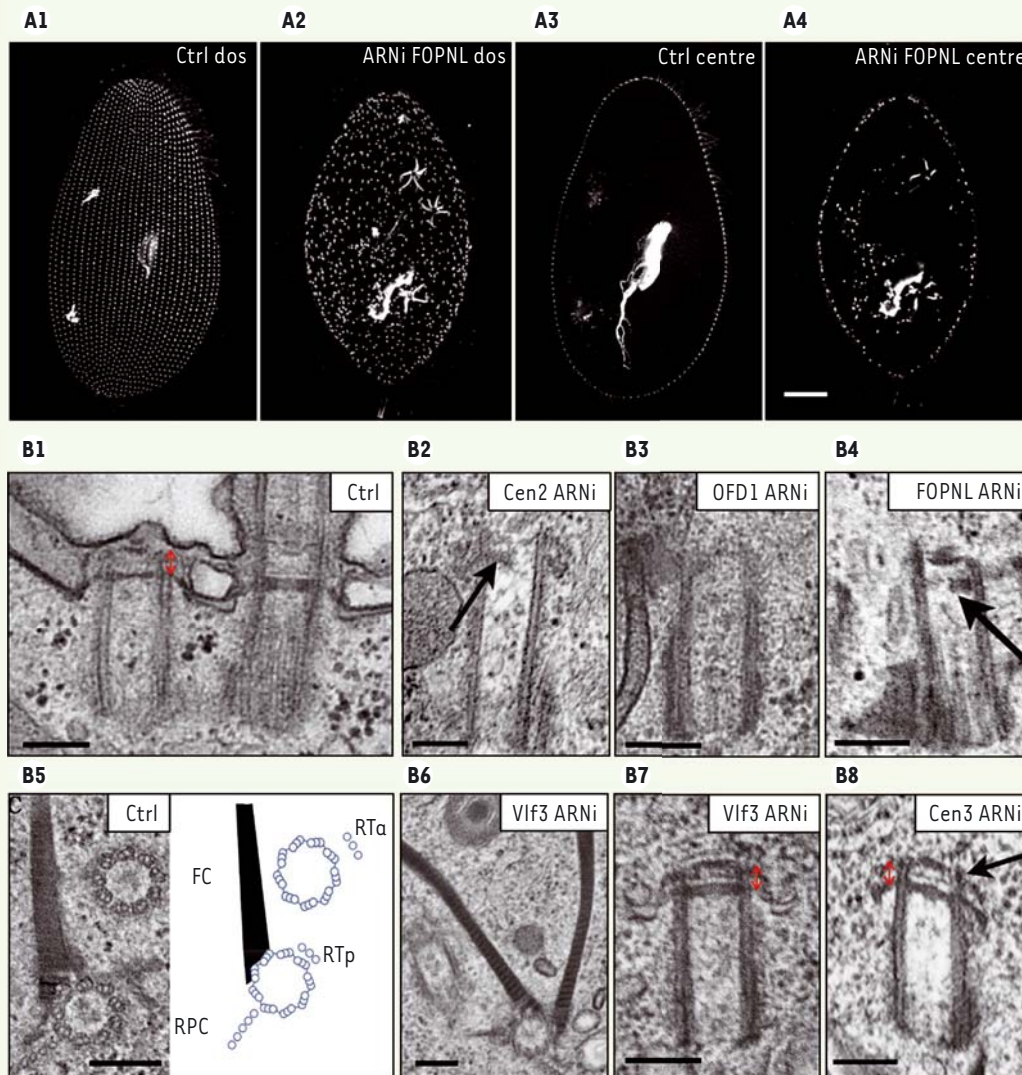 A1
A2
A3
A4
Ctrl dos
ARNi FOPNL dos
Ctrl centre
ARNi FOPNL centre
B1
B2
B3
B4
Ctrl
Cen2 ARNi
OFD1 ARNi
FOPNL ARNi
B5
B6
B7
B8
C
Ctrl
FC
RTa
RTp
RPC
Vlf3 ARNi
Vlf3 ARNi
Cen3 ARNi